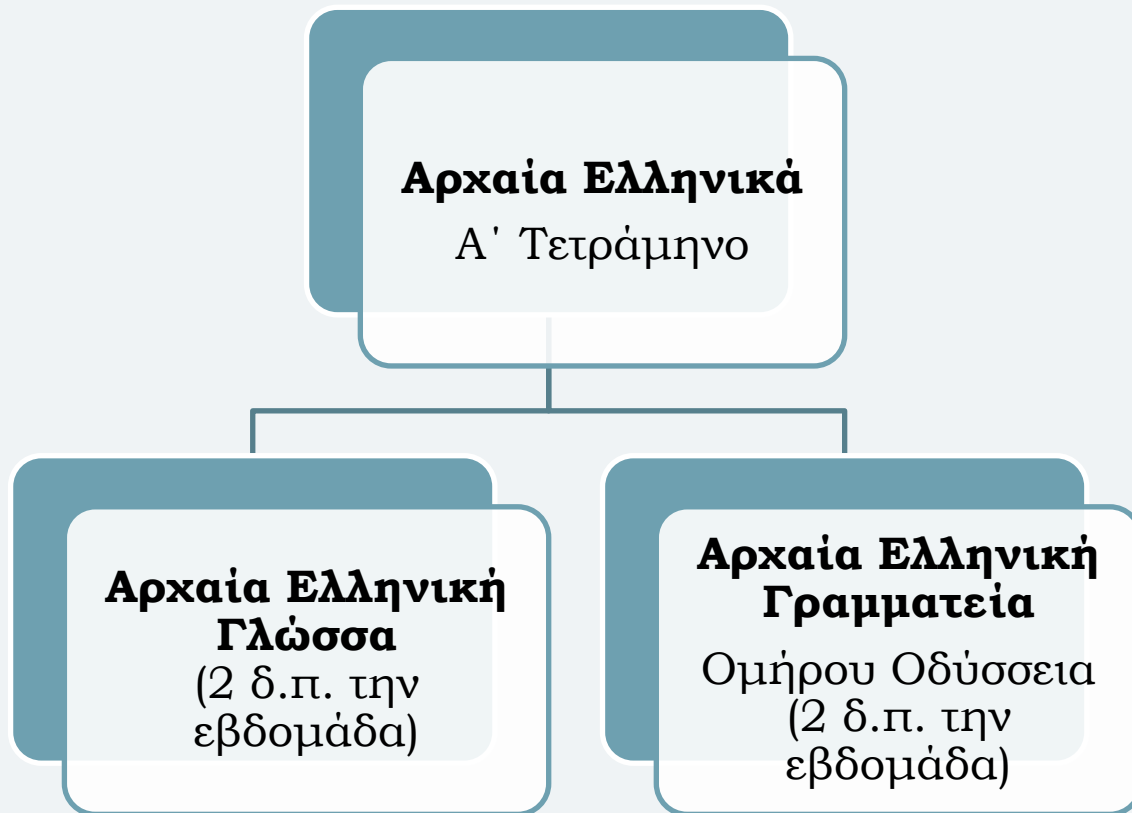 Αρχαία Ελληνικά
Α' Τετράμηνο
Αρχαία Ελληνική
Γλώσσα
(2 δ.π. την
εβδομάδα)
Αρχαία Ελληνική
Γραμματεία
Ομήρου Οδύσσεια
(2 δ.π. την
εβδομάδα)